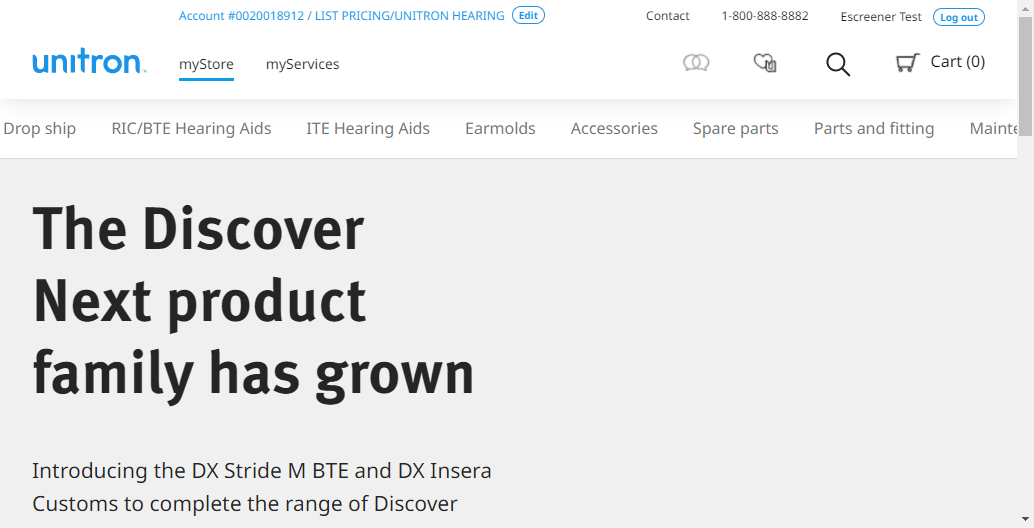 Account #0020018912 / LIST PRICING/UNITRON HEARING Edit Contact 1-800-888-8882 Escreener Test Log out
unitron™ myStore myServices Cart (0)
Drop ship RIC/BTE Hearing Aids ITE Hearing Aids Earmolds Accessories Spare parts Parts and fitting Mainte
The Discover
Next product
family has grown
Introducing the DX Stride M BTE and DX Insera
Customs to complete the range of Discover